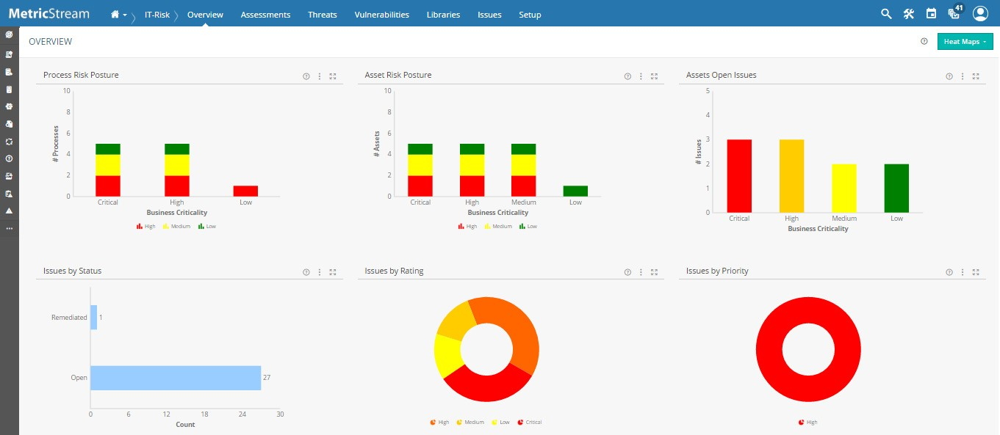 MetricStream IT-Risk Overview Assessments Threats Vulnerabilities Libraries Issues Setup 41
OVERVIEW Heat Maps
Process Risk Posture
10
8
6
4
2
0
# Processes
Critical High Low
Business Criticality
High Medium Low
Asset Risk Posture
10
8
6
4
2
0
# Assets
Critical High Medium Low
Business Criticality
High Medium Low
Assets Open Issues
5
4
3
2
1
0
# Issues
Critical High Medium Low
Business Criticality
Issues by Status
Remediated 1
Open 27
0 6 12 18 24 30
Count
Issues by Rating
High Medium Low Critical
Issues by Priority
High